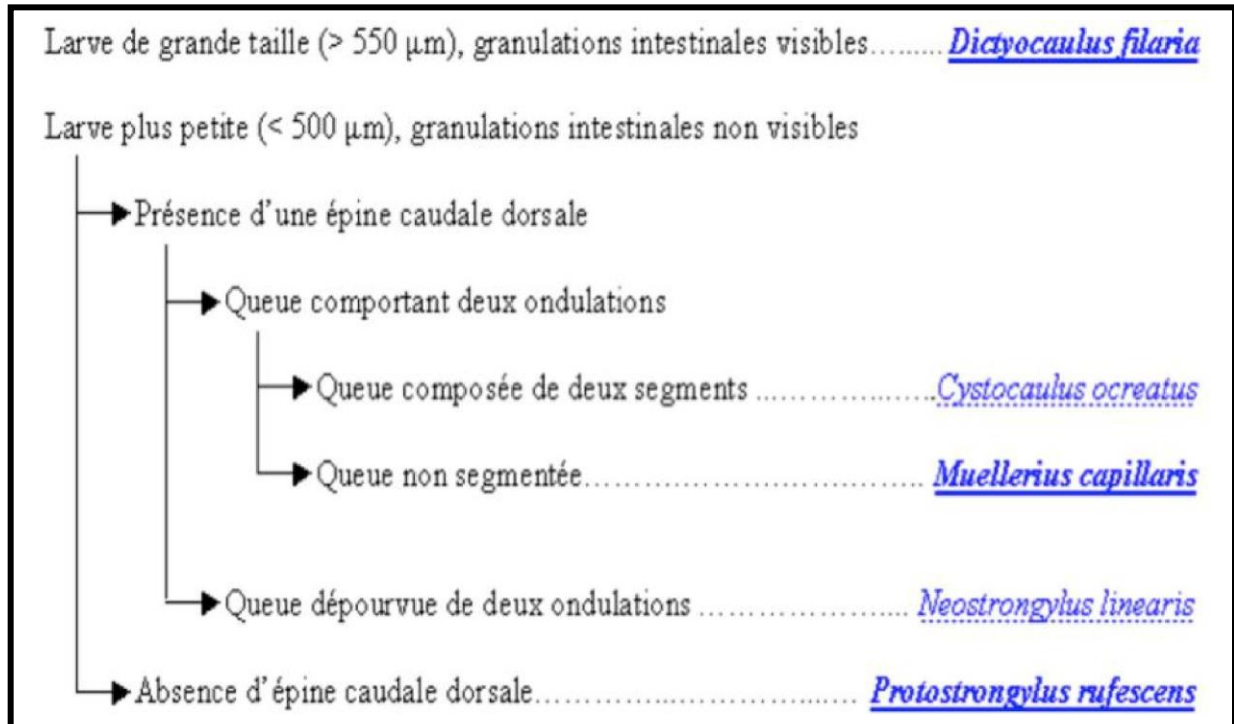 Larve de grande taille (> 550 µm), granulations intestinales visibles......... Dictyocaulus filaria
Larve plus petite (< 500 µm), granulations intestinales non visibles
Présence d'une épine caudale dorsale
Queue comportant deux ondulations
Queue composée de deux segments ................... Cystocaulus ocreatus
Queue non segmentée................................... Muellerius capillaris
Queue dépourvue de deux ondulations ...................... Neostrongylus linearis
Absence d'épine caudale dorsale................................ Protostrongylus rufescens